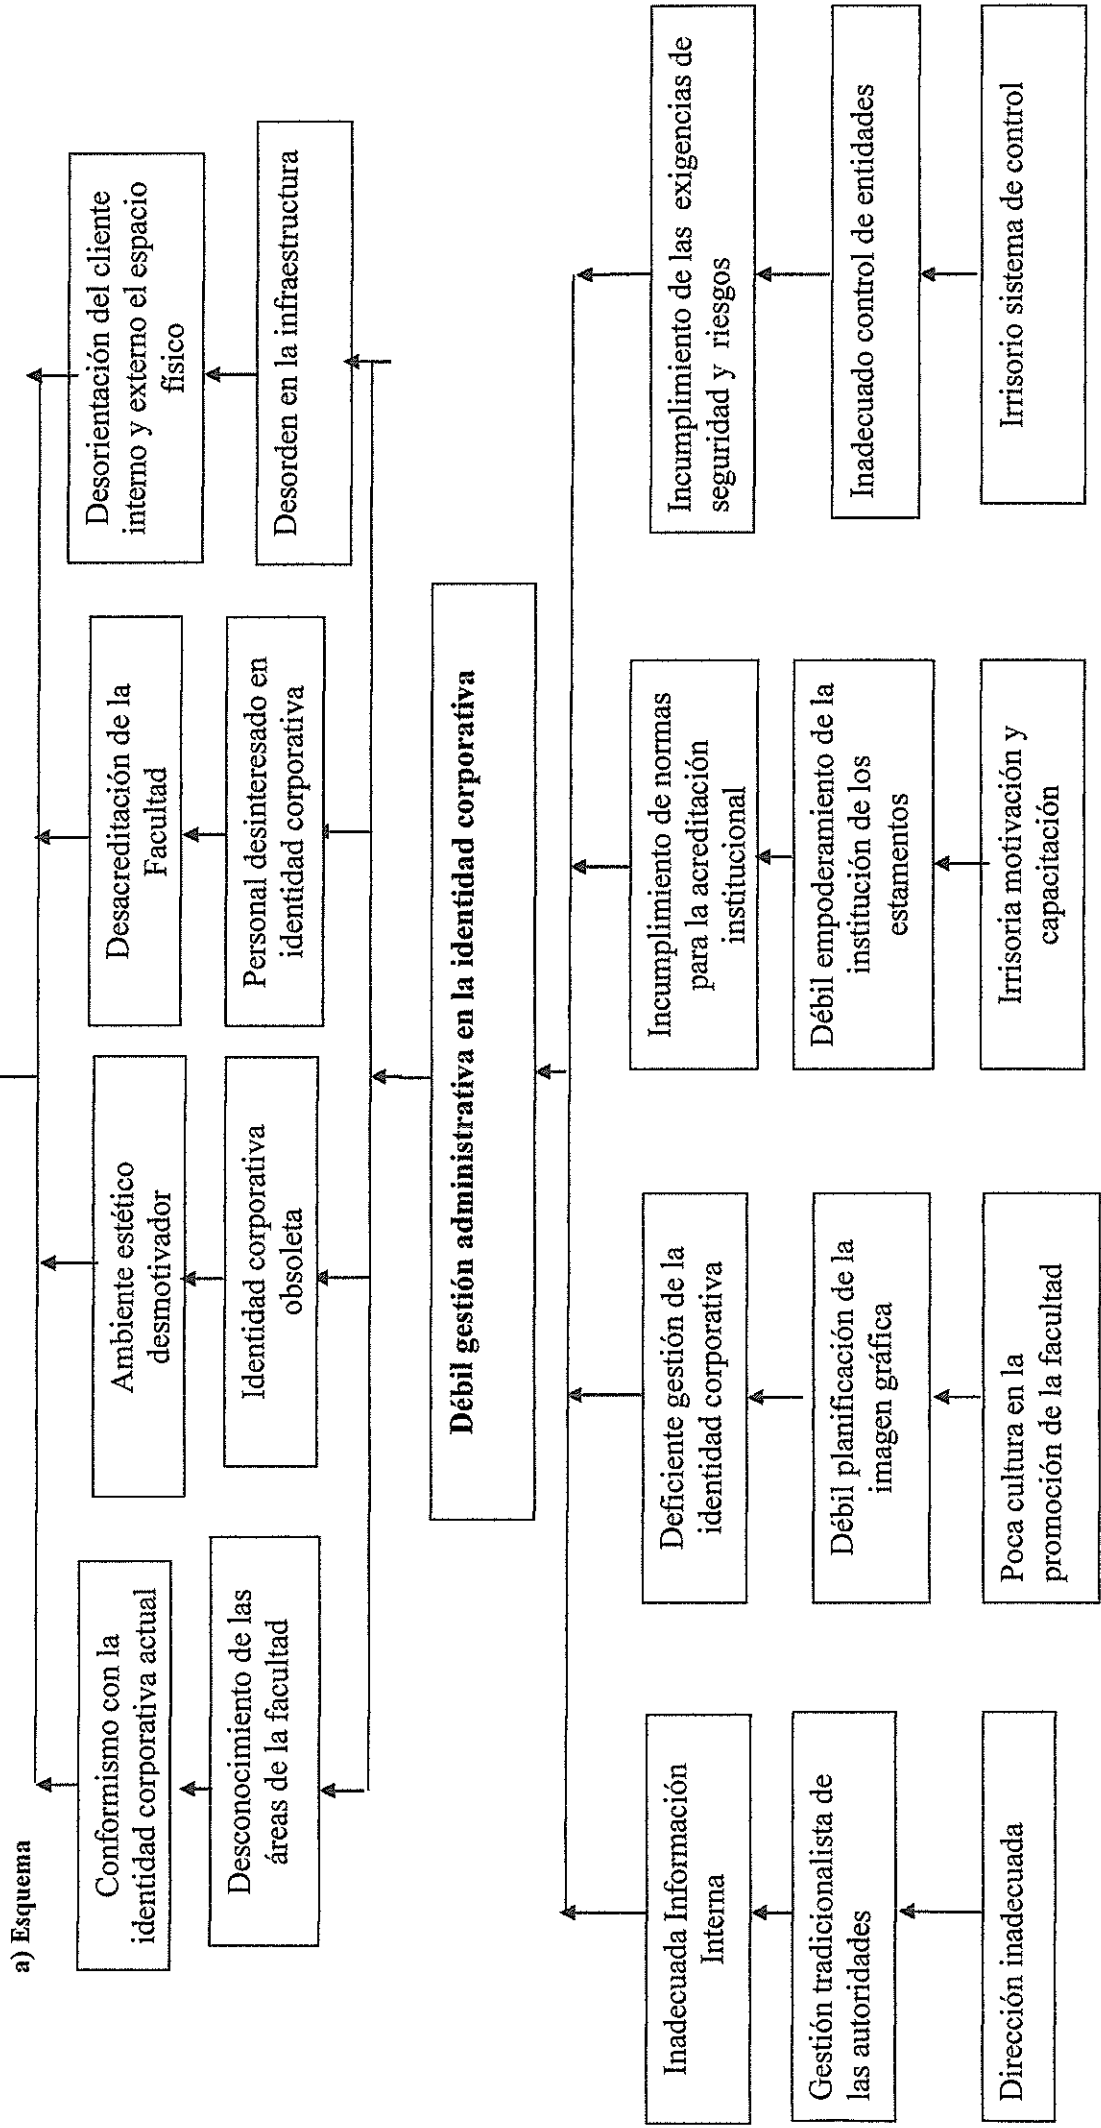 a) Esquema
Conformismo con la
identidad corporativa actual
Ambiente estético
desmotivador
Desacreditación de la
Facultad
Desorientación del cliente
interno y externo el espacio
físico
Desconocimiento de las
áreas de la facultad
Identidad corporativa
obsoleta
Personal desinteresado en
identidad corporativa
Desorden en la infraestructura
Débil gestión administrativa en la identidad corporativa
Inadecuada Información
Interna
Deficiente gestión de la
identidad corporativa
Incumplimiento de normas
para la acreditación
institucional
Incumplimiento de las exigencias de
seguridad y riesgos
Gestión tradicionalista de
las autoridades
Débil planificación de la
imagen gráfica
Débil empoderamiento de la
institución de los
estamentos
Inadecuado control de entidades
Dirección inadecuada
Poca cultura en la
promoción de la facultad
Irrisoria motivación y
capacitación
Irrisorio sistema de control